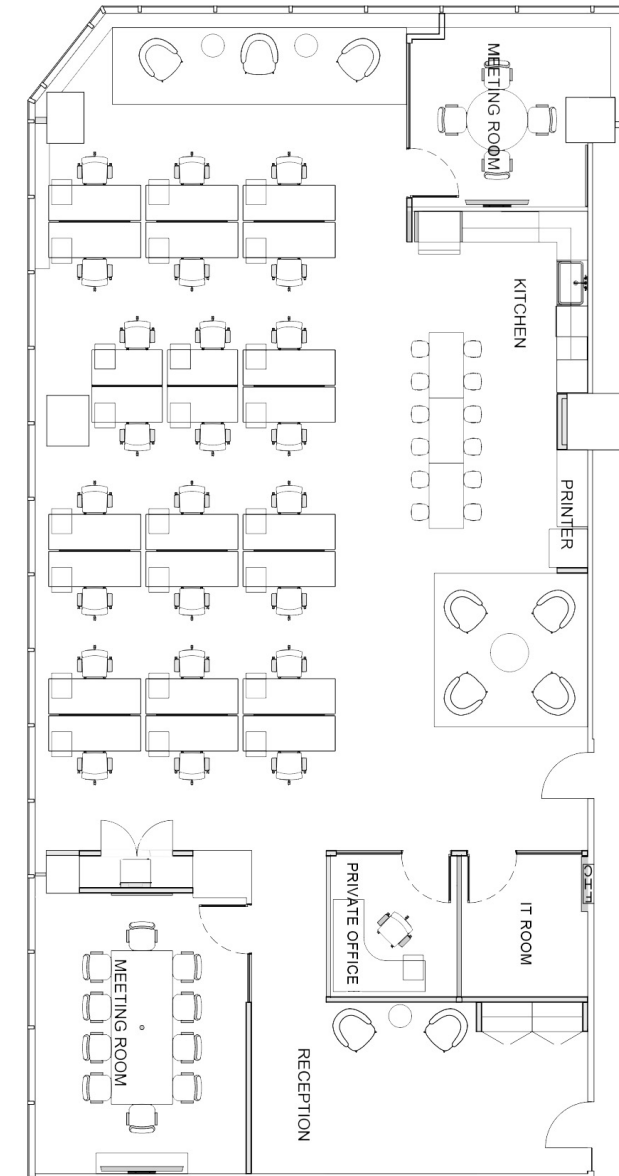 MEETING ROOM
KITCHEN
PRINTER
PRIVATE OFFICE
IT ROOM
MEETING ROOM
RECEPTION